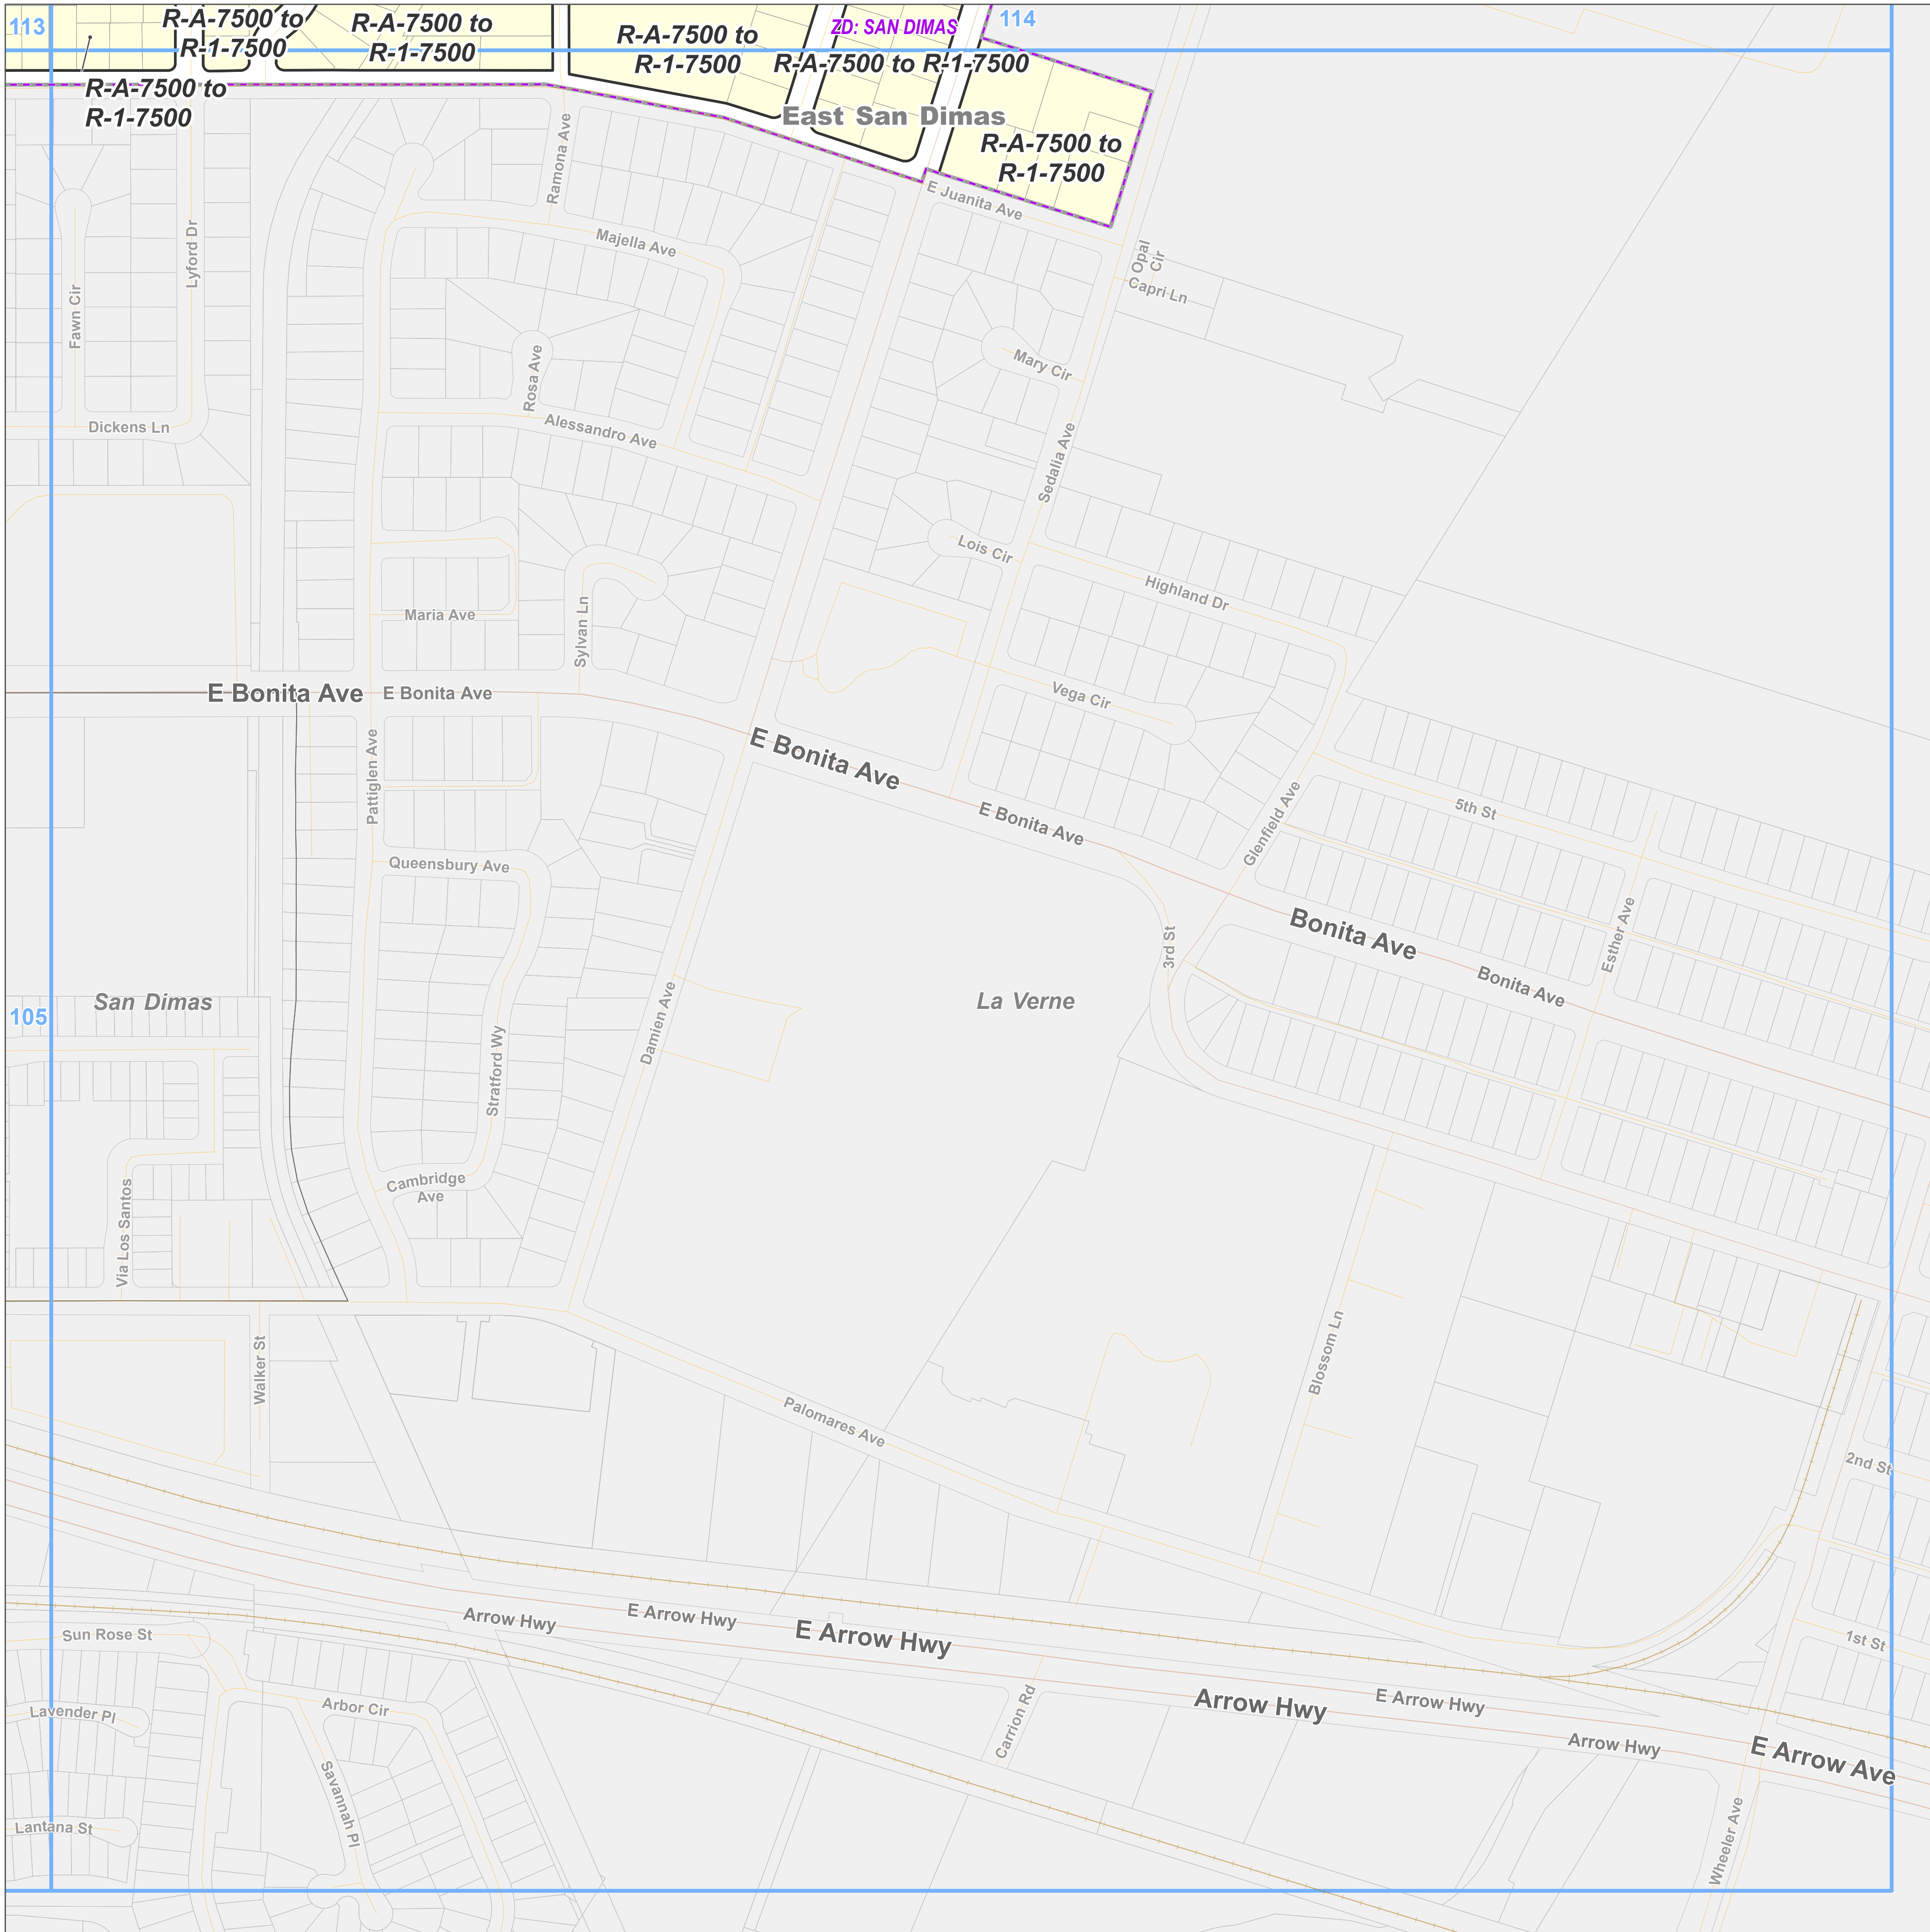 113
R-A-7500 to
R-1-7500
R-A-7500 to
R-1-7500
R-A-7500 to
R-1-7500
ZD: SAN DIMAS
114
R-A-7500 to R-1-7500
R-A-7500 to
R-1-7500
East San Dimas
R-A-7500 to
R-1-7500
Ramona Ave
E Juanita Ave
Lyford Dr
Majella Ave
Opal
Cir
C
Capri Ln
Fawn Cir
Rosa Ave
Mary Cir
Dickens Ln
Alessandro Ave
Sedalia Ave
Lois Cir
Highland Dr
Maria Ave
Sylvan Ln
E Bonita Ave
E Bonita Ave
Vega Cir
E Bonita Ave
Pattiglen Ave
E Bonita Ave
5th St
Glenfield Ave
Queensbury Ave
Bonita Ave
3rd St
Esther Ave
Bonita Ave
San Dimas
La Verne
105
Damien Ave
Stratford Wy
Cambridge
Ave
Via Los Santos
Walker St
Blossom Ln
Palomares Ave
2nd St
Arrow Hwy
E Arrow Hwy
E Arrow Hwy
Sun Rose St
1st St
Arbor Cir
Lavender Pl
Carrion Rd
Arrow Hwy
E Arrow Hwy
Arrow Hwy
E Arrow Ave
Savannah Pl
Lantana St
Wheeler Ave